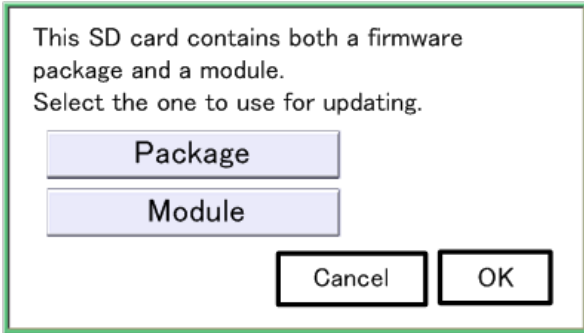 This SD card contains both a firmware
package and a module.
Select the one to use for updating.
Package
Module
Cancel OK